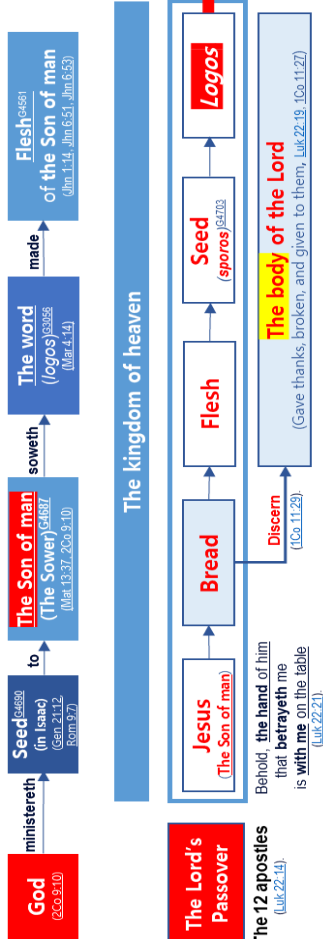 God
(2Co 9:10)
ministereth
Seed G4690
(in Isaac)
(Gen 21:12,
Rom 9:7)
to
The Son of man
(The Sower) G4687
(Mat 13:37, 2Co 9:10)
soweth
The word
(logos) G3056
(Mar 4:14)
made
Flesh G4561
of the Son of man
(Jhn 1:14, Jhn 6:51, Jhn 6:53)
The kingdom of heaven
The Lord's
Passover
Jesus
(The Son of man)
Bread
Flesh
Seed
(sporos) G4703
Logos
he 12 apostles
(Luk 22:14).
Behold, the hand of him
that betrayeth me
is with me on the table
(Luk 22:21).
Discern
(1Co 11:29).
The body of the Lord
(Gave thanks, broken, and given to them, Luk 22:19, 1Co 11:27)